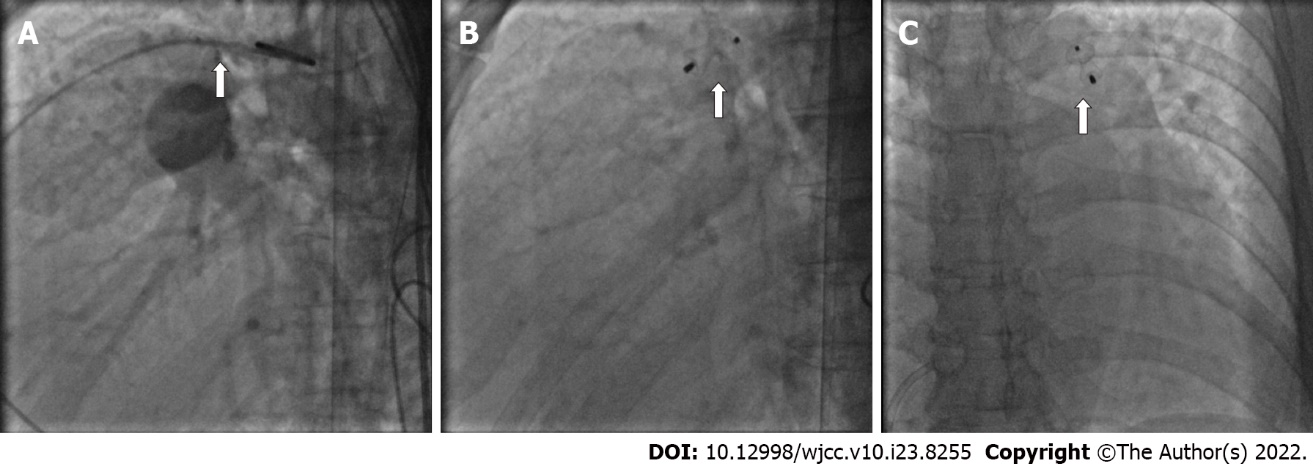 A
B
C
DOI: 10.12998/wjcc.v10.i23.8255 Copyright ©The Author(s) 2022.